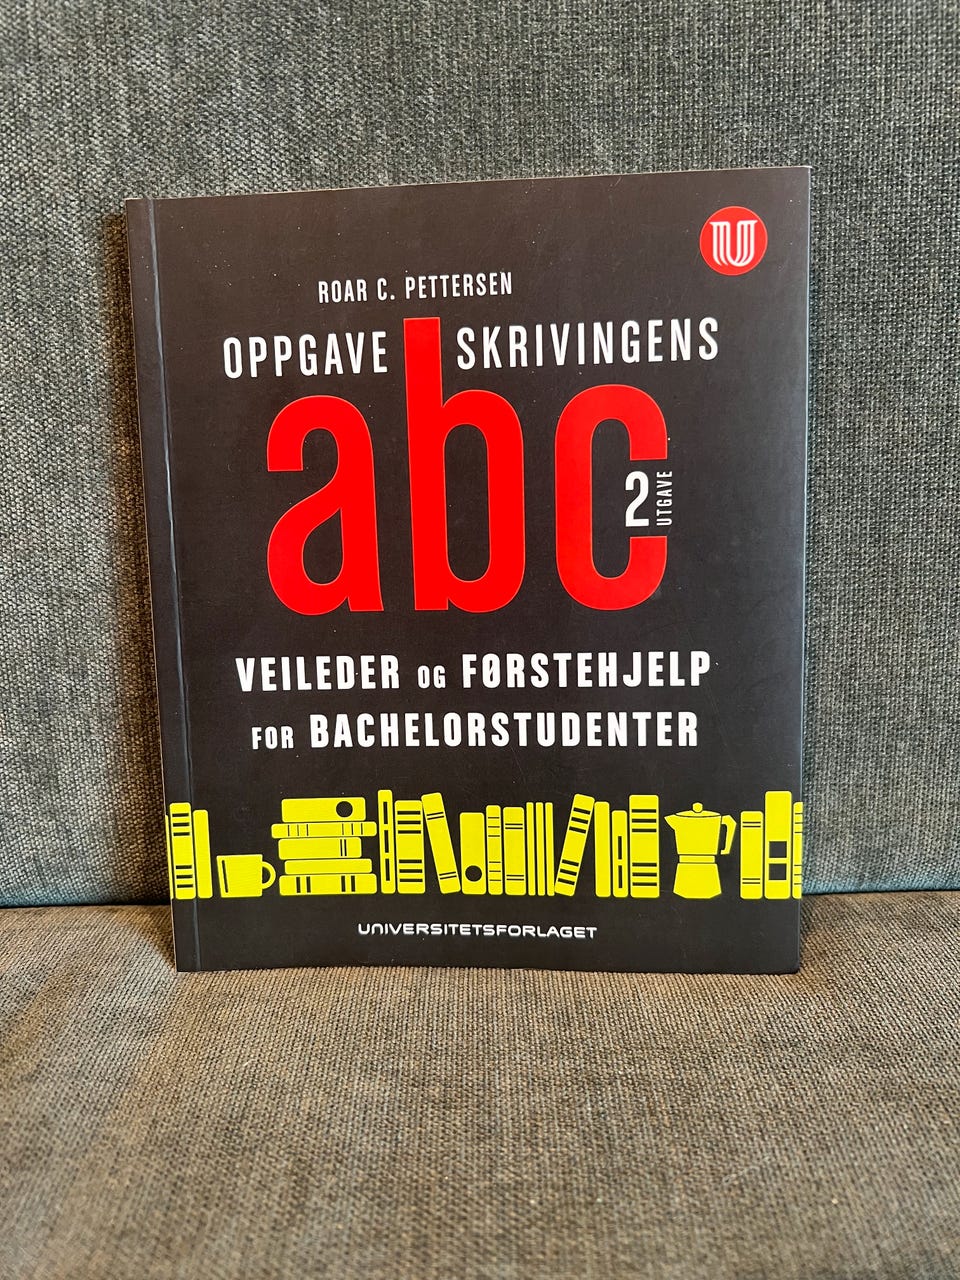 U
ROAR C. PETTERSEN
OPPGAVE SKRIVINGENS
abc
2 UTGAVE
VEILEDER OG FØRSTEHJELP
FOR BACHELORSTUDENTER
UNIVERSITETSFORLAGET